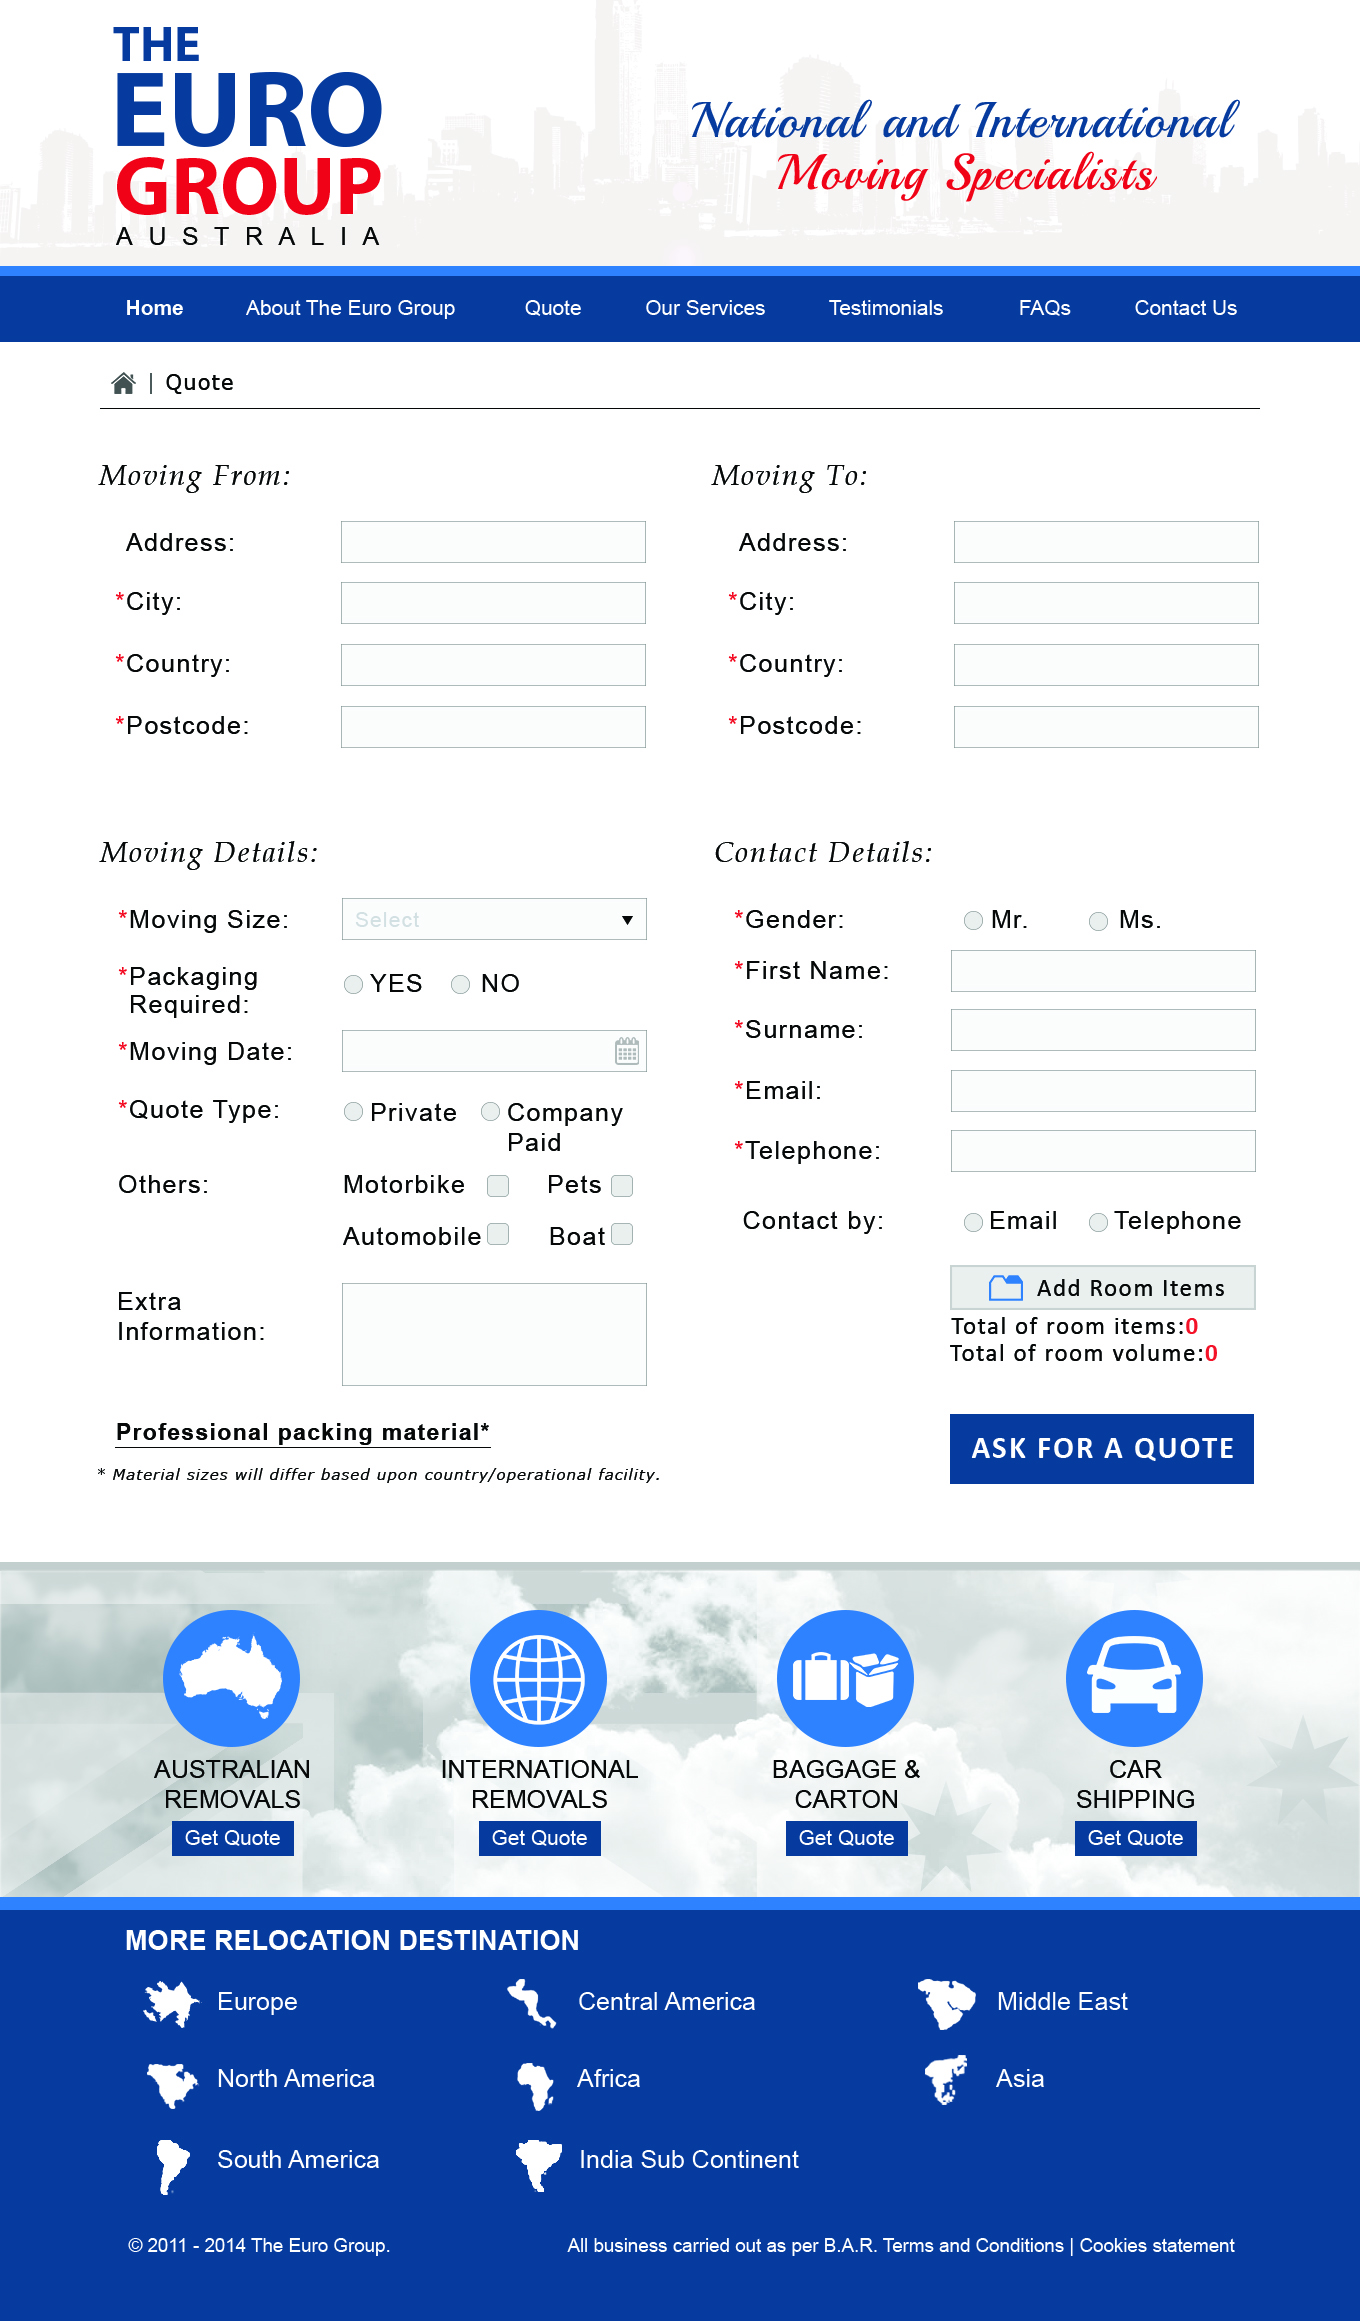 THE
EURO
GROUP
AUSTRALIA
National and International
Moving Specialists
Home About The Euro Group Quote Our Services Testimonials FAQs Contact Us
| Quote
Moving From:
Address:
*City:
*Country:
*Postcode:
Moving To:
Address:
*City:
*Country:
*Postcode:
Moving Details:
*Moving Size: Select
*Packaging
Required: YES NO
*Moving Date:
*Quote Type: Private Company
Paid
Others: Motorbike Pets
Automobile Boat
Extra
Information:
Professional packing material*
* Material sizes will differ based upon country/operational facility.
Contact Details:
*Gender: Mr. Ms.
*First Name:
*Surname:
*Email:
*Telephone:
Contact by: Email Telephone
Add Room Items
Total of room items:0
Total of room volume:0
ASK FOR A QUOTE
AUSTRALIAN
REMOVALS
Get Quote
INTERNATIONAL
REMOVALS
Get Quote
BAGGAGE &
CARTON
Get Quote
CAR
SHIPPING
Get Quote
MORE RELOCATION DESTINATION
Europe Central America Middle East
North America Africa Asia
South America India Sub Continent
© 2011 - 2014 The Euro Group. All business carried out as per B.A.R. Terms and Conditions | Cookies statement